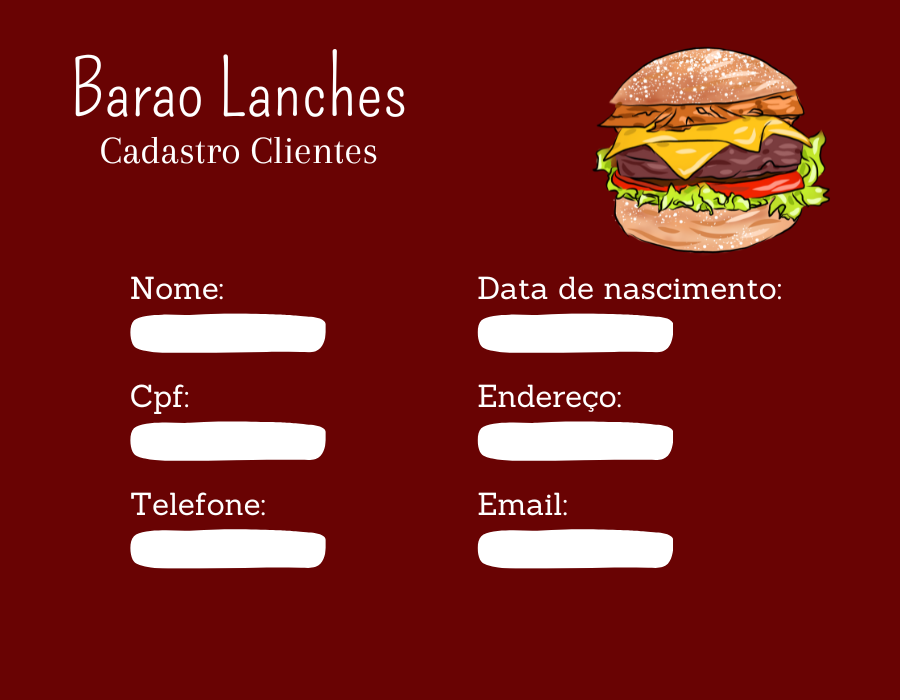 Barao Lanches
Cadastro Clientes
Nome:
Data de nascimento:
Cpf:
Endereço:
Telefone:
Email: